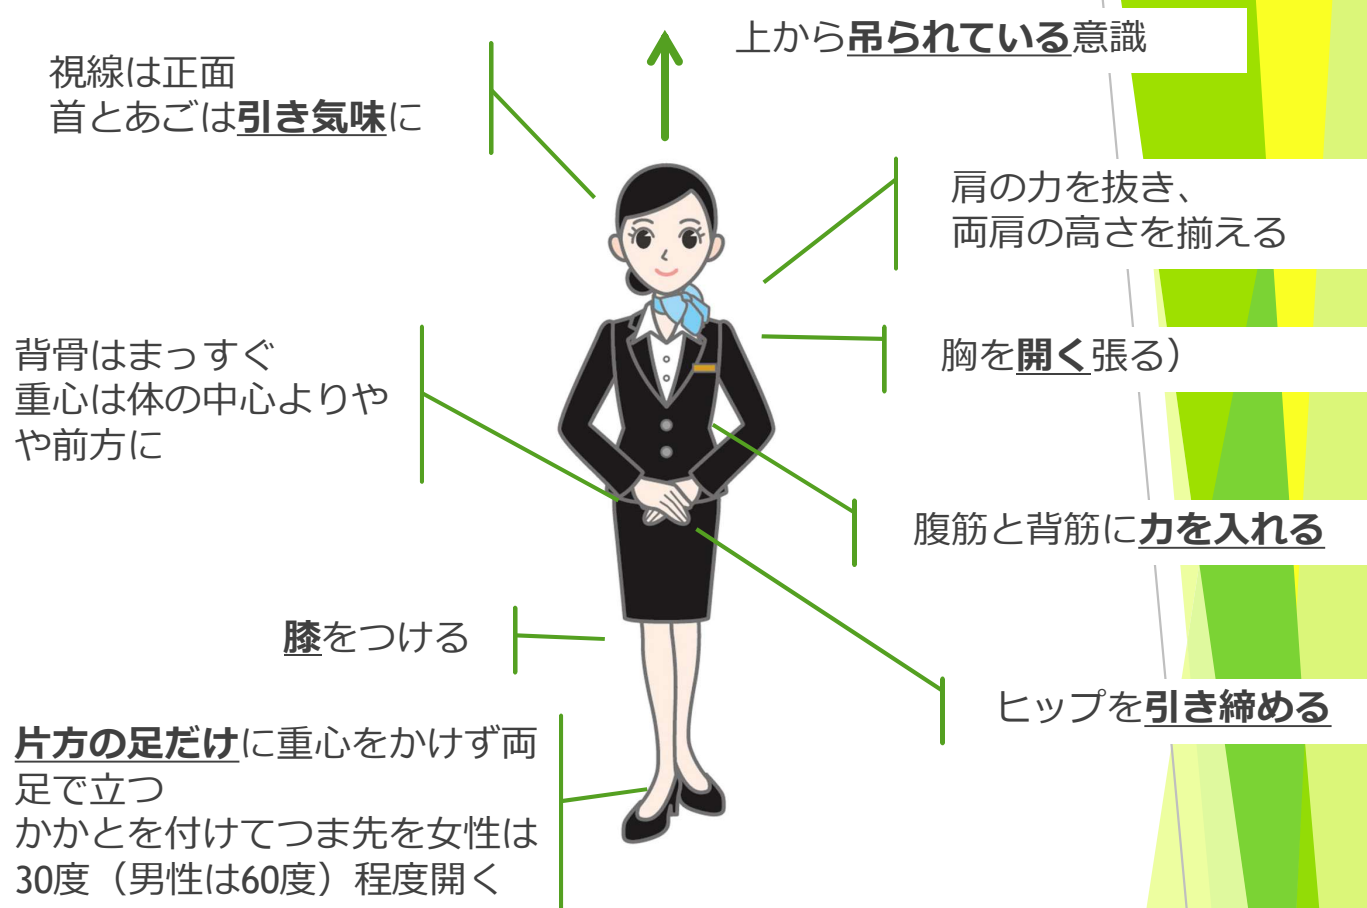 上から吊られている意識
視線は正面
首とあごは引き気味に
肩の力を抜き、
両肩の高さを揃える
背骨はまっすぐ
重心は体の中心よりや
や前方に
胸を開く張る）
腹筋と背筋に力を入れる
膝をつける
ヒップを引き締める
片方の足だけに重心をかけず両
足で立つ
かかとを付けてつま先を女性は
30度（男性は60度）程度開く